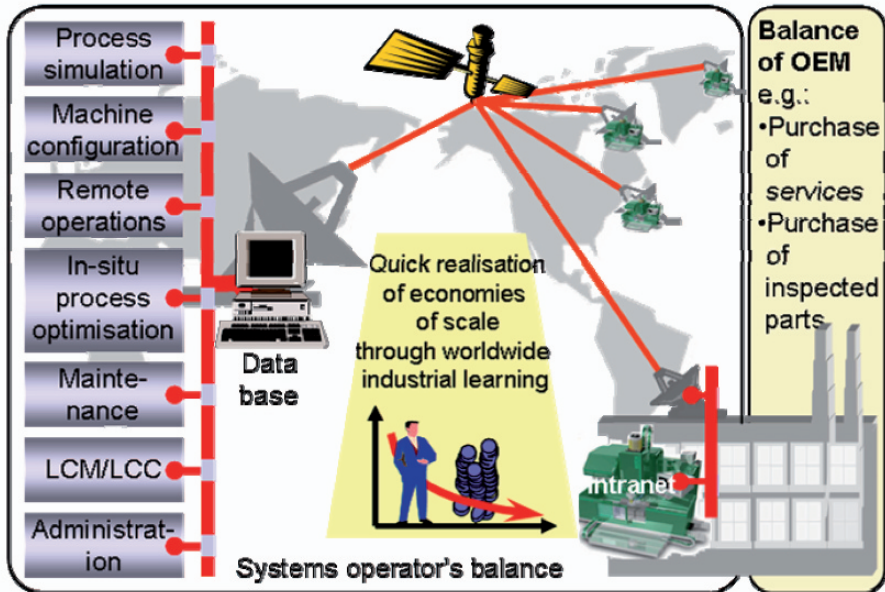 Process
simulation
Machine
configuration
Remote
operations
In-situ
process
optimisation
Mainte-
nance
LCM/LCC
Administrat-
ion
Data
base
Quick realisation
of economies
of scale
through worldwide
industrial learning
Intranet
Systems operator's balance
Balance
of OEM
e.g.:
•Purchase
of
services
•Purchase
of
inspected
parts